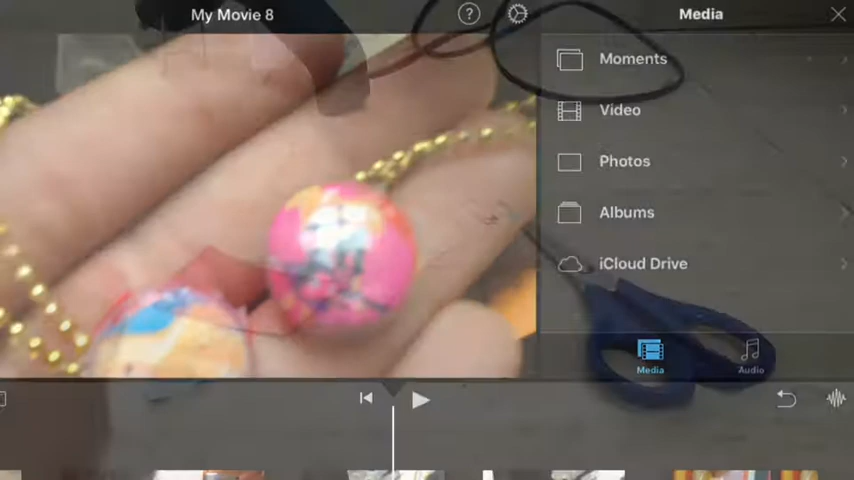 My Movie 8
?
Media
Moments
Video
Photos
Albums
iCloud Drive
Media
Audio